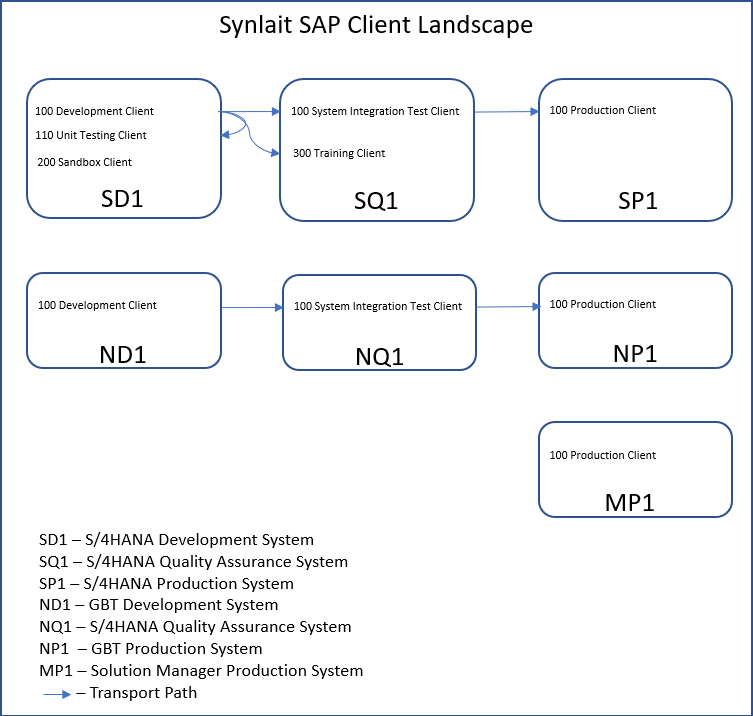 Synlait SAP Client Landscape
100 Development Client
110 Unit Testing Client
200 Sandbox Client
SD1
100 System Integration Test Client
300 Training Client
SQ1
100 Production Client
SP1
100 Development Client
ND1
100 System Integration Test Client
NQ1
100 Production Client
NP1
100 Production Client
MP1
SD1 – S/4HANA Development System
SQ1 – S/4HANA Quality Assurance System
SP1 – S/4HANA Production System
ND1 – GBT Development System
NQ1 – S/4HANA Quality Assurance System
NP1 – GBT Production System
MP1 – Solution Manager Production System
– Transport Path